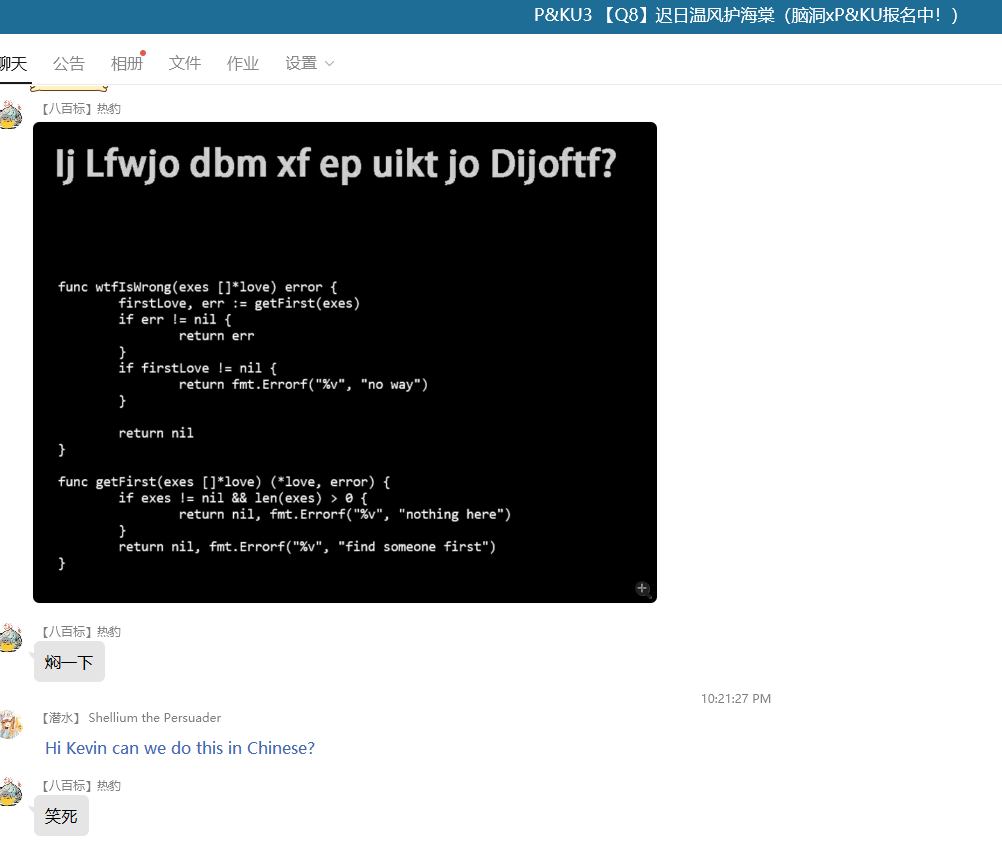 P&KU3 【Q8】迟日温风护海棠（脑洞xP&KU报名中！）
聊天 公告 相册 文件 作业 设置
【八百标】热豹
Ij Lfwjo dbm xf ep uikt jo Dijoftf?
func wtfIsWrong(exes []*love) error {
firstLove, err := getFirst(exes)
if err != nil {
return err
}
if firstLove != nil {
return fmt.Errorf("%v", "no way")
}
return nil
}
func getFirst(exes []*love) (*love, error) {
if exes != nil && len(exes) > 0 {
return nil, fmt.Errorf("%v", "nothing here")
}
return nil, fmt.Errorf("%v", "find someone first")
}
【八百标】热豹
焖一下
10:21:27 PM
【潜水】 Shellium the Persuader
Hi Kevin can we do this in Chinese?
【八百标】热豹
笑死